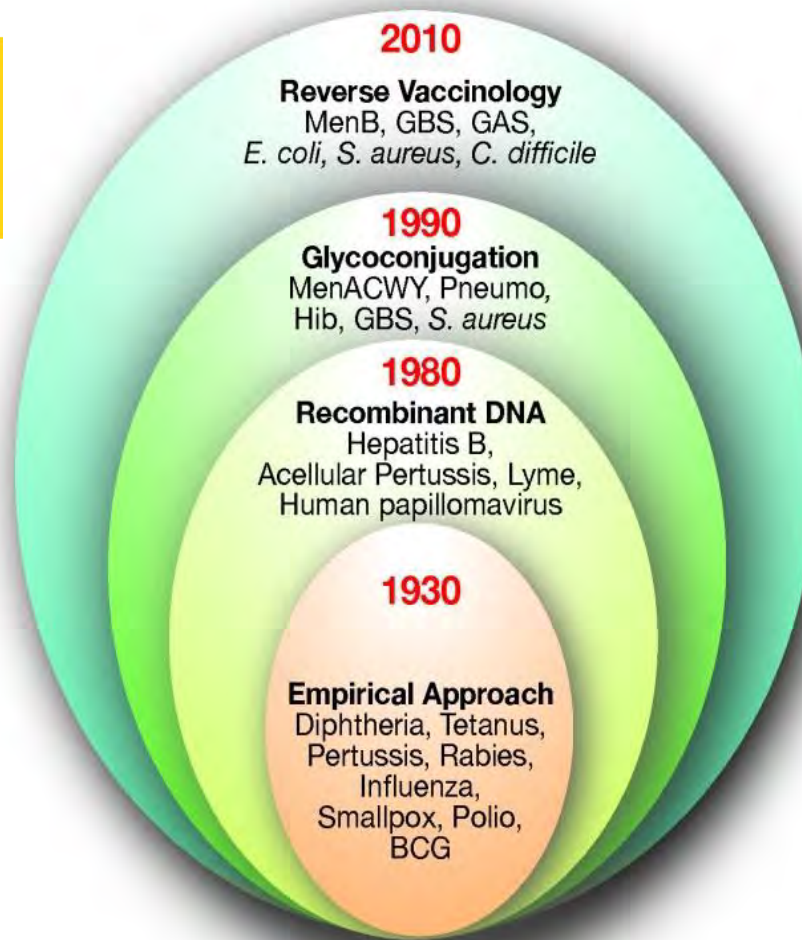 2010
Reverse Vaccinology
MenB, GBS, GAS,
E. coli, S. aureus, C. difficile
1990
Glycoconjugation
MenACWY, Pneumo,
Hib, GBS, S. aureus
1980
Recombinant DNA
Hepatitis B,
Acellular Pertussis, Lyme,
Human papillomavirus
1930
Empirical Approach
Diphtheria, Tetanus,
Pertussis, Rabies,
Influenza,
Smallpox, Polio,
BCG